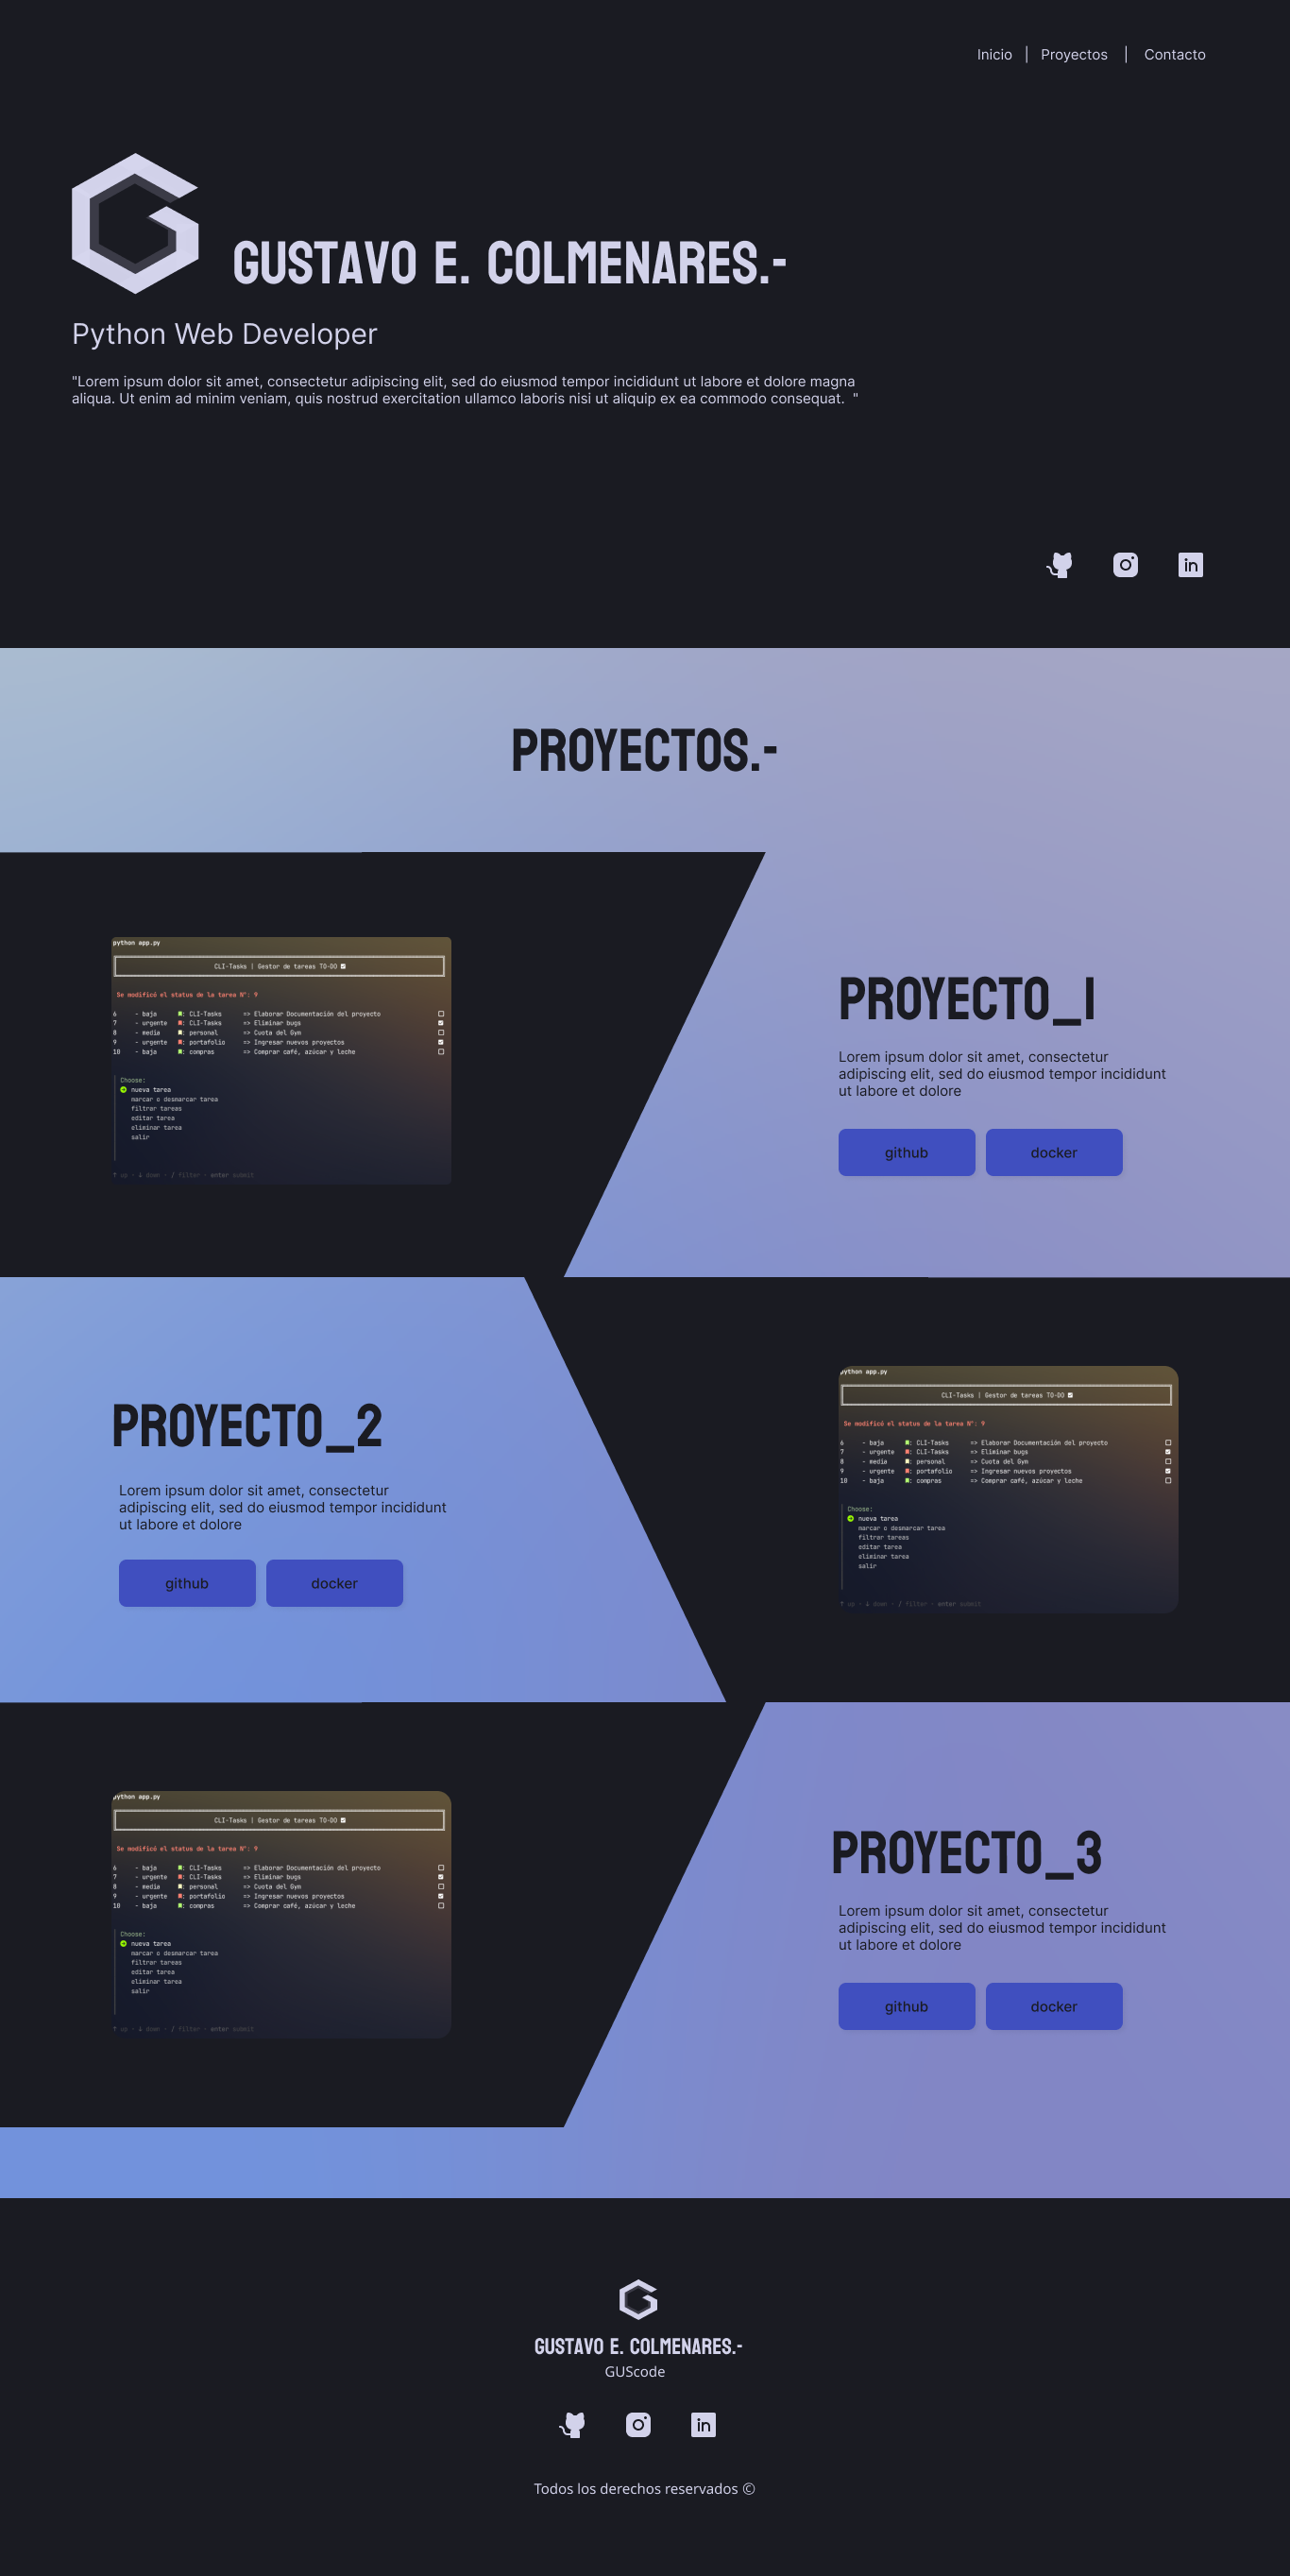 Inicio | Proyectos | Contacto
GUSTAVO E. COLMENARES.-
Python Web Developer
"Lorem ipsum dolor sit amet, consectetur adipiscing elit, sed do eiusmod tempor incididunt ut labore et dolore magna
aliqua. Ut enim ad minim veniam, quis nostrud exercitation ullamco laboris nisi ut aliquip ex ea commodo consequat. "
in
PROYECTOS.-
python app.py
CLI-Tasks | Gestor de tareas TO-DO
Se modificó el status de la tarea N°: 9
6 - baja : CLI-Tasks => Elaborar Documentación del proyecto
7 - urgente : CLI-Tasks => Eliminar bugs
8 - media : personal => Cuota del Gym
9 - urgente : portafolio => Ingresar nuevos proyectos
10 - baja : compras => Comprar café, azúcar y leche
Choose:
nueva tarea
marcar o desmarcar tarea
filtrar tareas
editar tarea
eliminar tarea
salir
↑ up · ↓ down · / filter · enter submit
PROYECTO_1
Lorem ipsum dolor sit amet, consectetur
adipiscing elit, sed do eiusmod tempor incididunt
ut labore et dolore
github docker
PROYECTO_2
Lorem ipsum dolor sit amet, consectetur
adipiscing elit, sed do eiusmod tempor incididunt
ut labore et dolore
github docker
python app.py
CLI-Tasks | Gestor de tareas TO-DO
Se modificó el status de la tarea N°: 9
6 - baja : CLI-Tasks => Elaborar Documentación del proyecto
7 - urgente : CLI-Tasks => Eliminar bugs
8 - media : personal => Cuota del Gym
9 - urgente : portafolio => Ingresar nuevos proyectos
10 - baja : compras => Comprar café, azúcar y leche
Choose:
nueva tarea
marcar o desmarcar tarea
filtrar tareas
editar tarea
eliminar tarea
salir
↑ up · ↓ down · / filter · enter submit
python app.py
CLI-Tasks | Gestor de tareas TO-DO
Se modificó el status de la tarea N°: 9
6 - baja : CLI-Tasks => Elaborar Documentación del proyecto
7 - urgente : CLI-Tasks => Eliminar bugs
8 - media : personal => Cuota del Gym
9 - urgente : portafolio => Ingresar nuevos proyectos
10 - baja : compras => Comprar café, azúcar y leche
Choose:
nueva tarea
marcar o desmarcar tarea
filtrar tareas
editar tarea
eliminar tarea
salir
↑ up · ↓ down · / filter · enter submit
PROYECTO_3
Lorem ipsum dolor sit amet, consectetur
adipiscing elit, sed do eiusmod tempor incididunt
ut labore et dolore
github docker
GUSTAVO E. COLMENARES.-
GUScode
in
Todos los derechos reservados ©